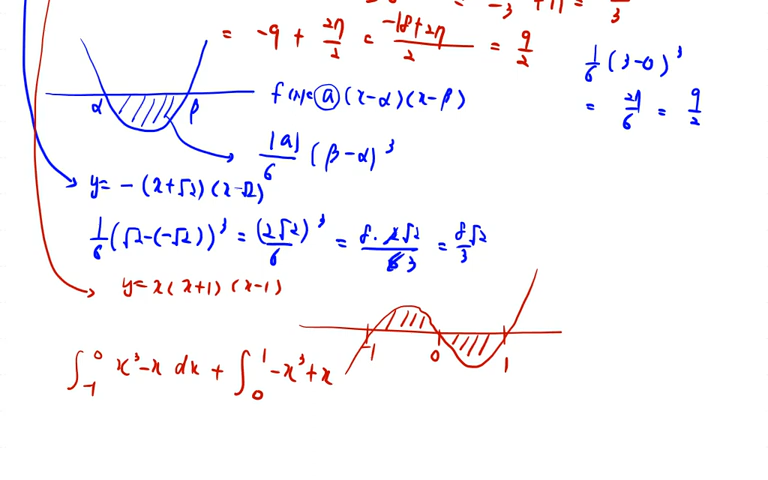 = -9 + 27/2 = (-18+27)/2 = 9/2
1/6 (3-0)³
= 27/6 = 9/2
α β f(x)=a(x-α)(x-β)
|a|/6 (β-α)³
y= -(x+√2)(x-√2)
1/6(√2-(-√2))³ = (2√2)³/6 = 8·2√2/6 3 = 8√2/3
y=x(x+1)(x-1)
-1 0 1
∫₋₁⁰ x³-x dx + ∫₀¹ -x³+x